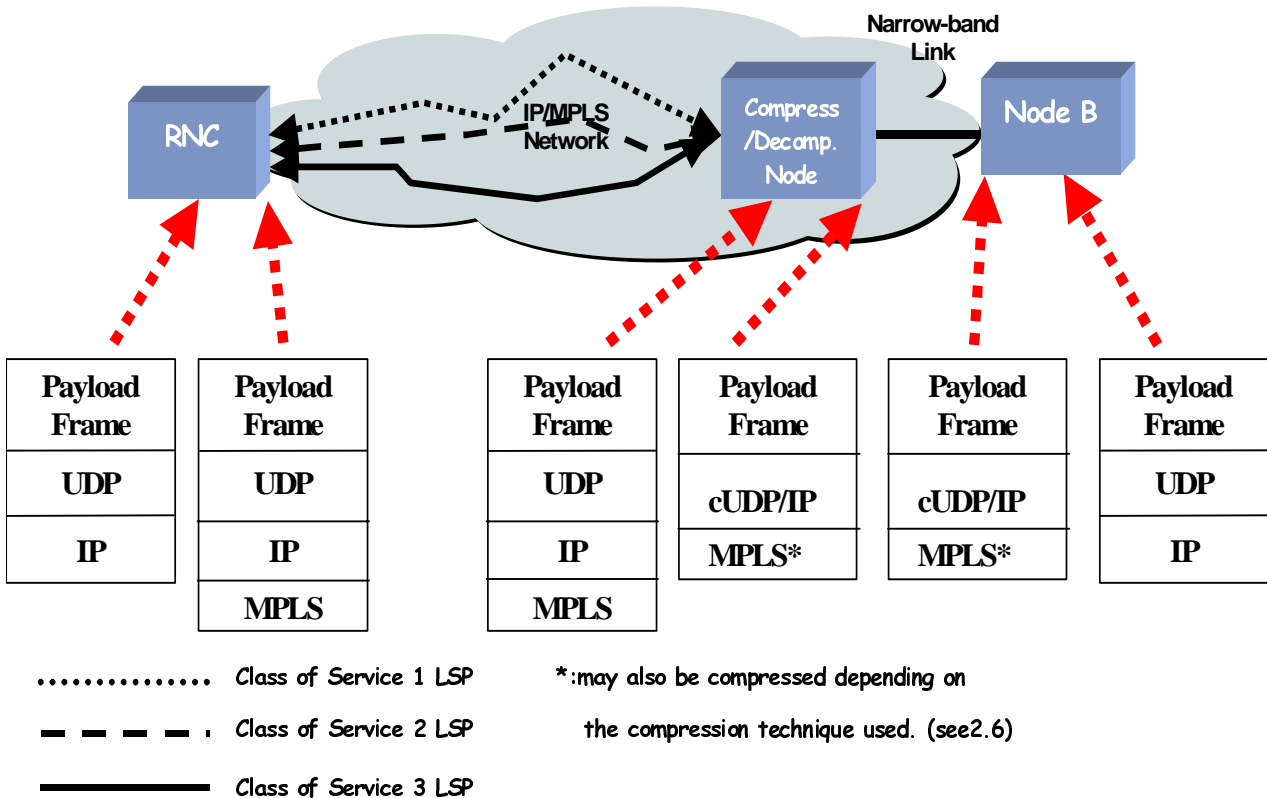 Narrow-band
Link
RNC
IP/MPLS
Network
Compress
/Decomp.
Node
Node B
Payload
Frame
UDP
IP
Payload
Frame
UDP
IP
MPLS
Payload
Frame
UDP
IP
MPLS
Payload
Frame
cUDP/IP
MPLS*
Payload
Frame
cUDP/IP
MPLS*
Payload
Frame
UDP
IP
Class of Service 1 LSP
Class of Service 2 LSP
Class of Service 3 LSP
*:may also be compressed depending on
the compression technique used. (see2.6)